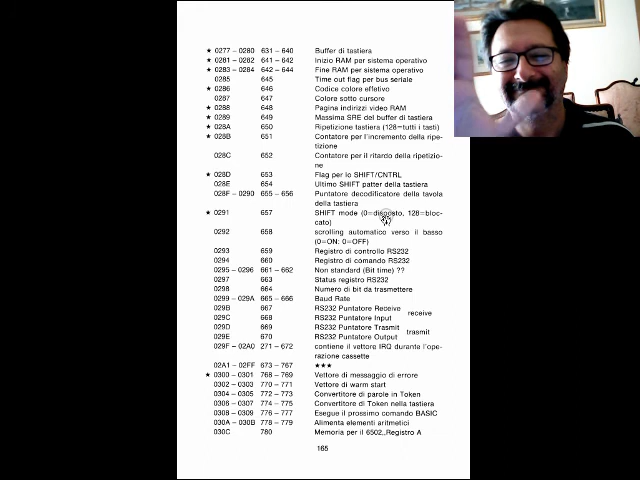 ★ 0277 – 0280 631 – 640 Buffer di tastiera
★ 0281 – 0282 641 – 642 Inizio RAM per sistema operativo
★ 0283 – 0284 642 – 644 Fine RAM per sistema operativo
0285 645 Time out flag per bus seriale
★ 0286 646 Codice colore effetivo
0287 647 Colore sotto cursore
★ 0288 648 Pagina indirizzi video RAM
★ 0289 649 Massima SRE del buffer di tastiera
★ 028A 650 Ripetizione tastiera (128=tutti i tasti)
★ 028B 651 Contatore per l'incremento della ripe-
tizione
028C 652 Contatore per il ritardo della ripetizio-
ne
★ 028D 653 Flag per lo SHIFT/CNTRL
028E 654 Ultimo SHIFT patter della tastiera
028F – 0290 655 – 656 Puntatore decodificatore della tavola
della tastiera
★ 0291 657 SHIFT mode (0=disposto, 128=bloc-
cato)
0292 658 scrolling automatico verso il basso
(0=ON: 0=OFF)
0293 659 Registro di controllo RS232
0294 660 Registro di comando RS232
0295 – 0296 661 – 662 Non standard (Bit time) ??
0297 663 Status registro RS232
0298 664 Numero di bit da trasmettere
0299 – 029A 665 – 666 Baud Rate
029B 667 RS232 Puntatore Receive
029C 668 RS232 Puntatore Input receive
029D 669 RS232 Puntatore Trasmit
029E 670 RS232 Puntatore Output trasmit
029F – 02A0 271 – 672 contiene il vettore IRQ durante l'ope-
razione cassette
02A1 – 02FF 673 – 767 ★★★
★ 0300 – 0301 768 – 769 Vettore di messaggio di errore
0302 – 0303 770 – 771 Vettore di warm start
0304 – 0305 772 – 773 Convertitore di parole in Token
0306 – 0307 774 – 775 Convertitore di Token nella tastiera
0308 – 0309 776 – 777 Esegue il prossimo comando BASIC
030A – 030B 778 – 779 Alimenta elementi aritmetici
030C 780 Memoria per il 6502,,Registro A
165